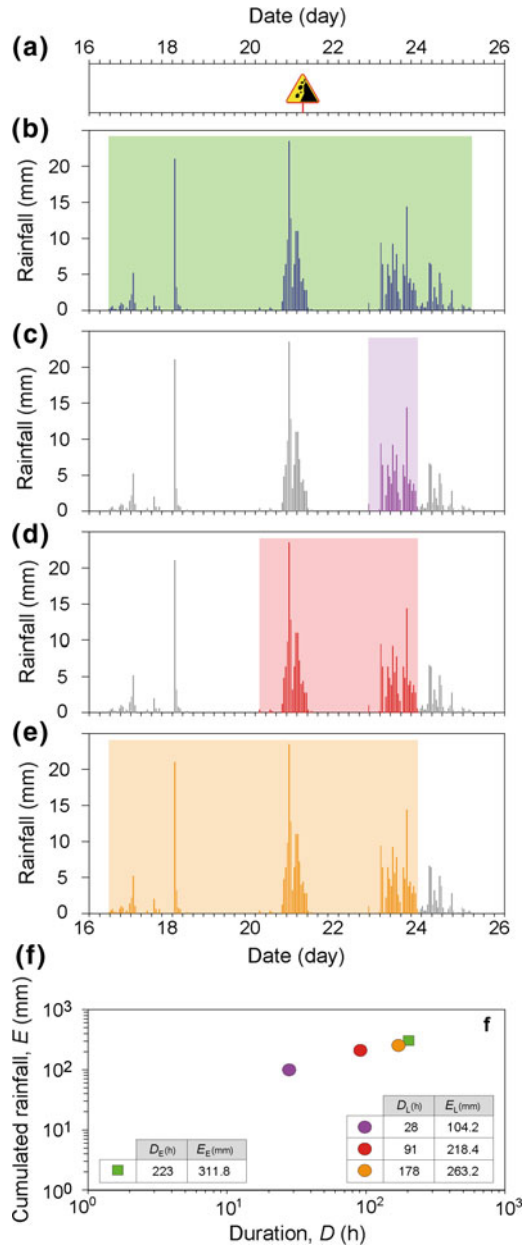 Date (day)
16 18 20 22 24 26
(a)
(b)
Rainfall (mm)
20
15
10
5
0
(c)
Rainfall (mm)
20
15
10
5
0
(d)
Rainfall (mm)
20
15
10
5
0
(e)
Rainfall (mm)
20
15
10
5
0
16 18 20 22 24 26
Date (day)
(f)
Cumulated rainfall, E (mm)
10³
10²
10¹
10⁰
f
D_L(h) E_L(mm)
28 104.2
91 218.4
178 263.2
D_E(h) E_E(mm)
223 311.8
10⁰ 10¹ 10² 10³
Duration, D (h)